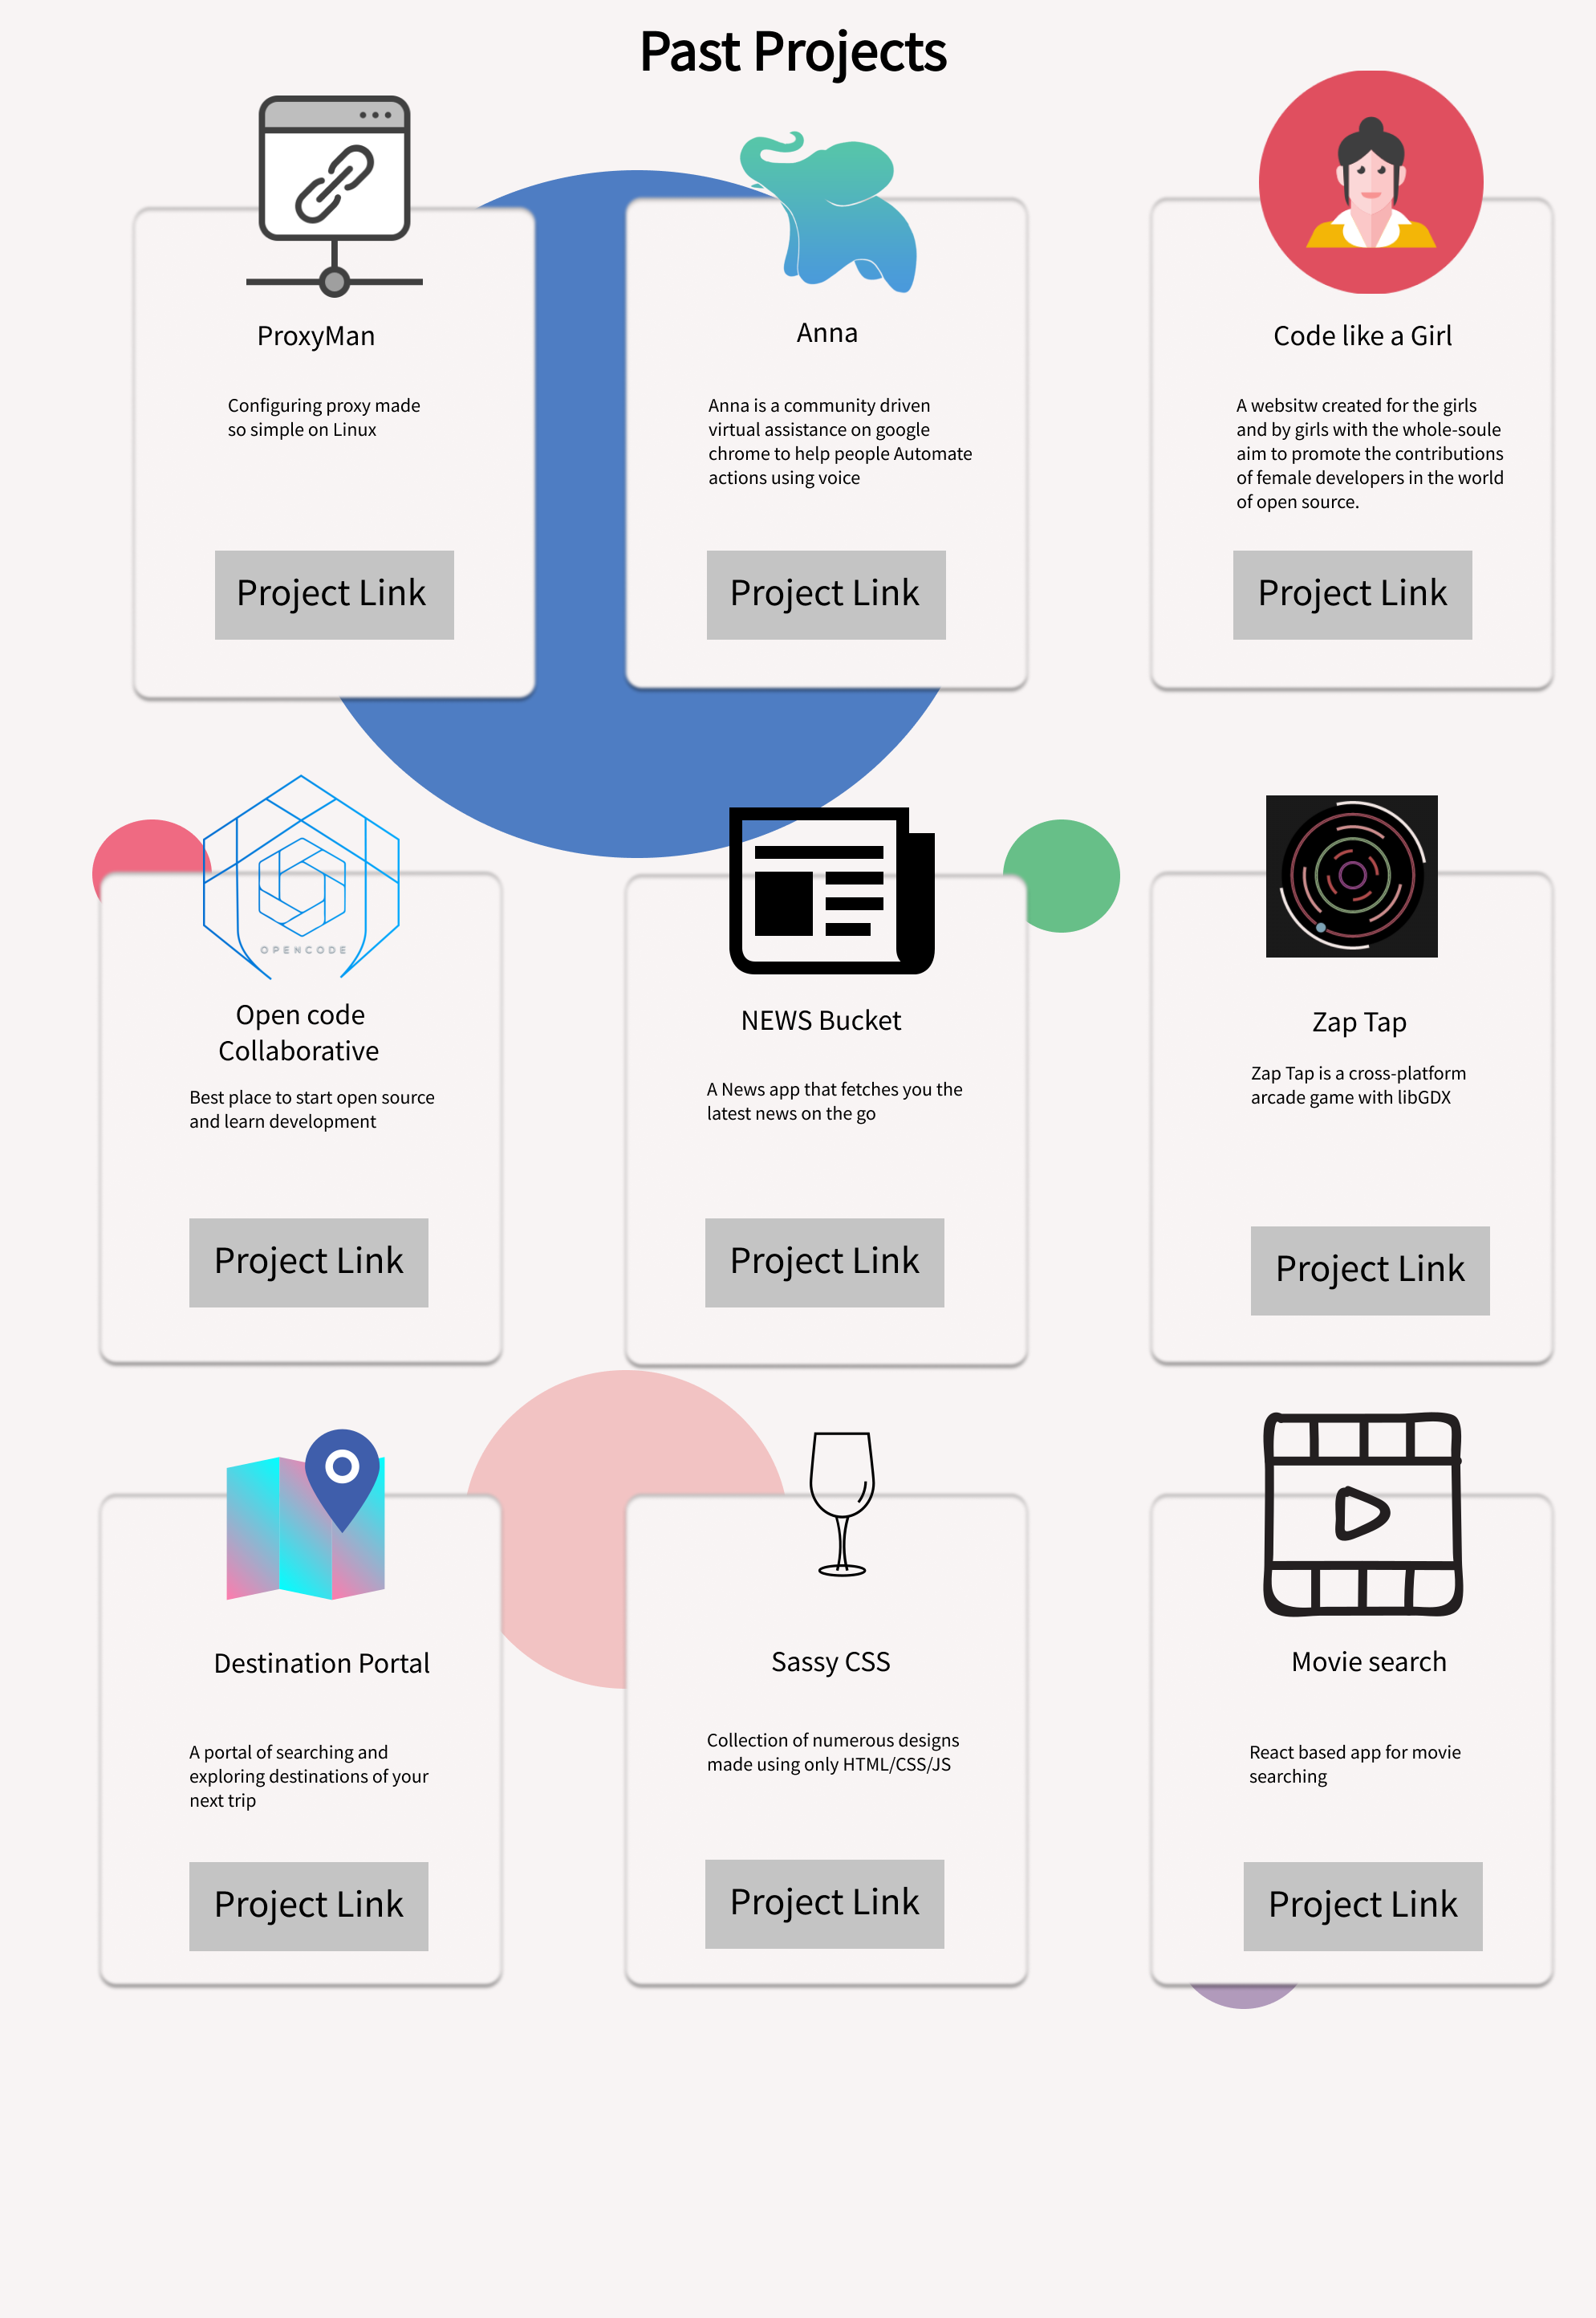 Past Projects
ProxyMan
Configuring proxy made
so simple on Linux
Project Link
Anna
Anna is a community driven
virtual assistance on google
chrome to help people Automate
actions using voice
Project Link
Code like a Girl
A websitw created for the girls
and by girls with the whole-soule
aim to promote the contributions
of female developers in the world
of open source.
Project Link
OPENCODE
Open code
Collaborative
Best place to start open source
and learn development
Project Link
NEWS Bucket
A News app that fetches you the
latest news on the go
Project Link
Zap Tap
Zap Tap is a cross-platform
arcade game with libGDX
Project Link
Destination Portal
A portal of searching and
exploring destinations of your
next trip
Project Link
Sassy CSS
Collection of numerous designs
made using only HTML/CSS/JS
Project Link
Movie search
React based app for movie
searching
Project Link